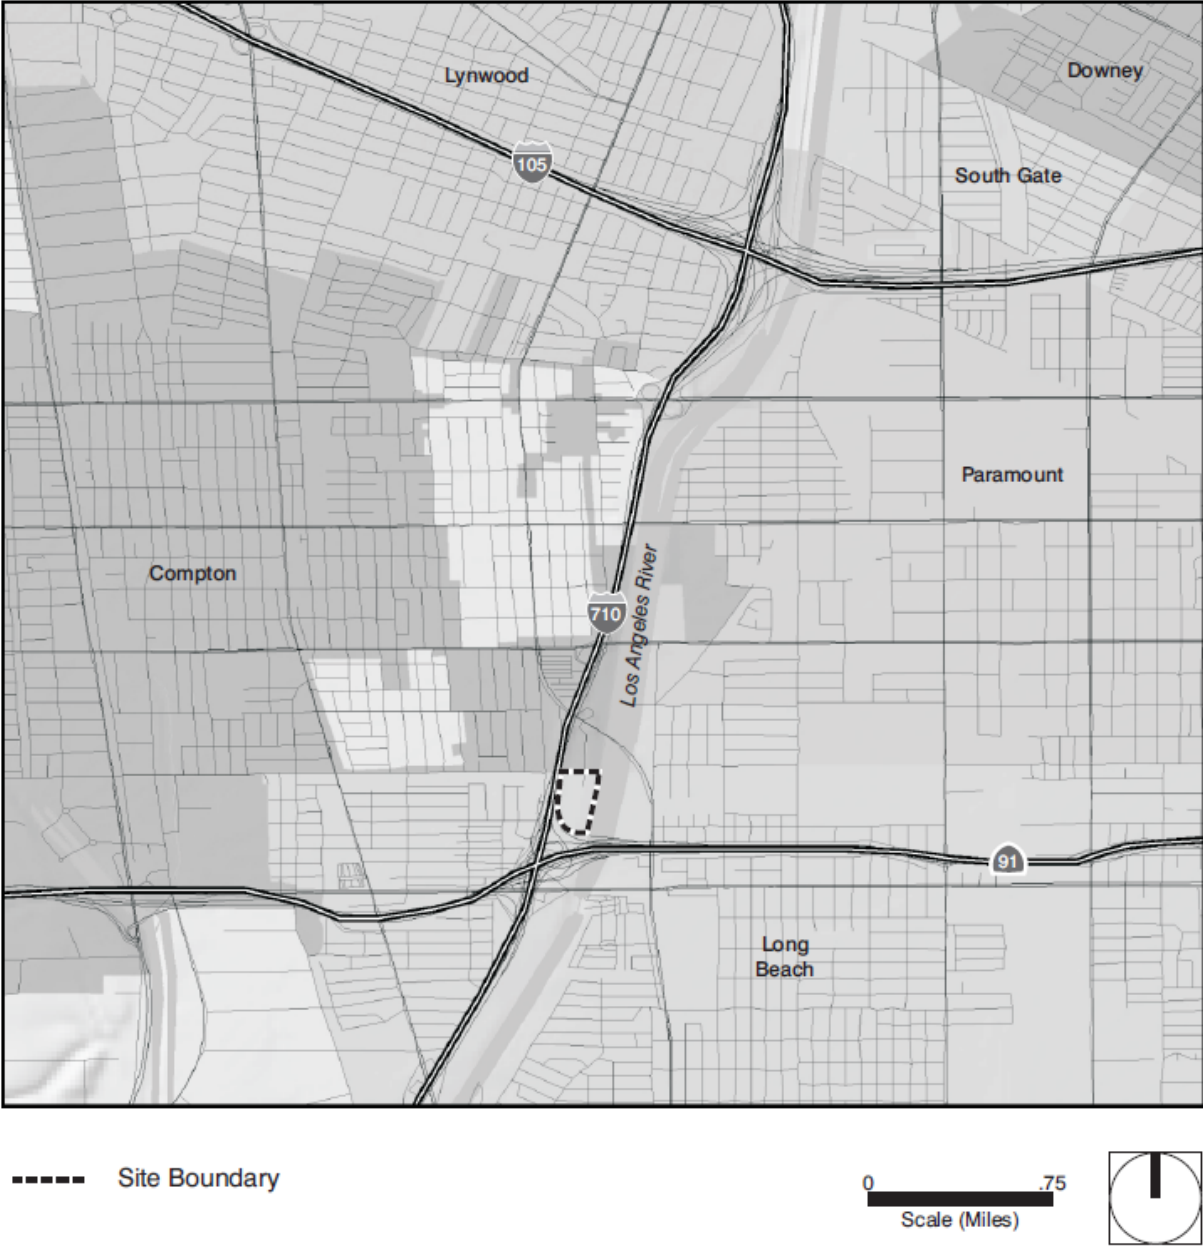 Lynwood
Downey
105
South Gate
Paramount
Compton
710
Los Angeles River
91
Long
Beach
Site Boundary
0 .75
Scale (Miles)